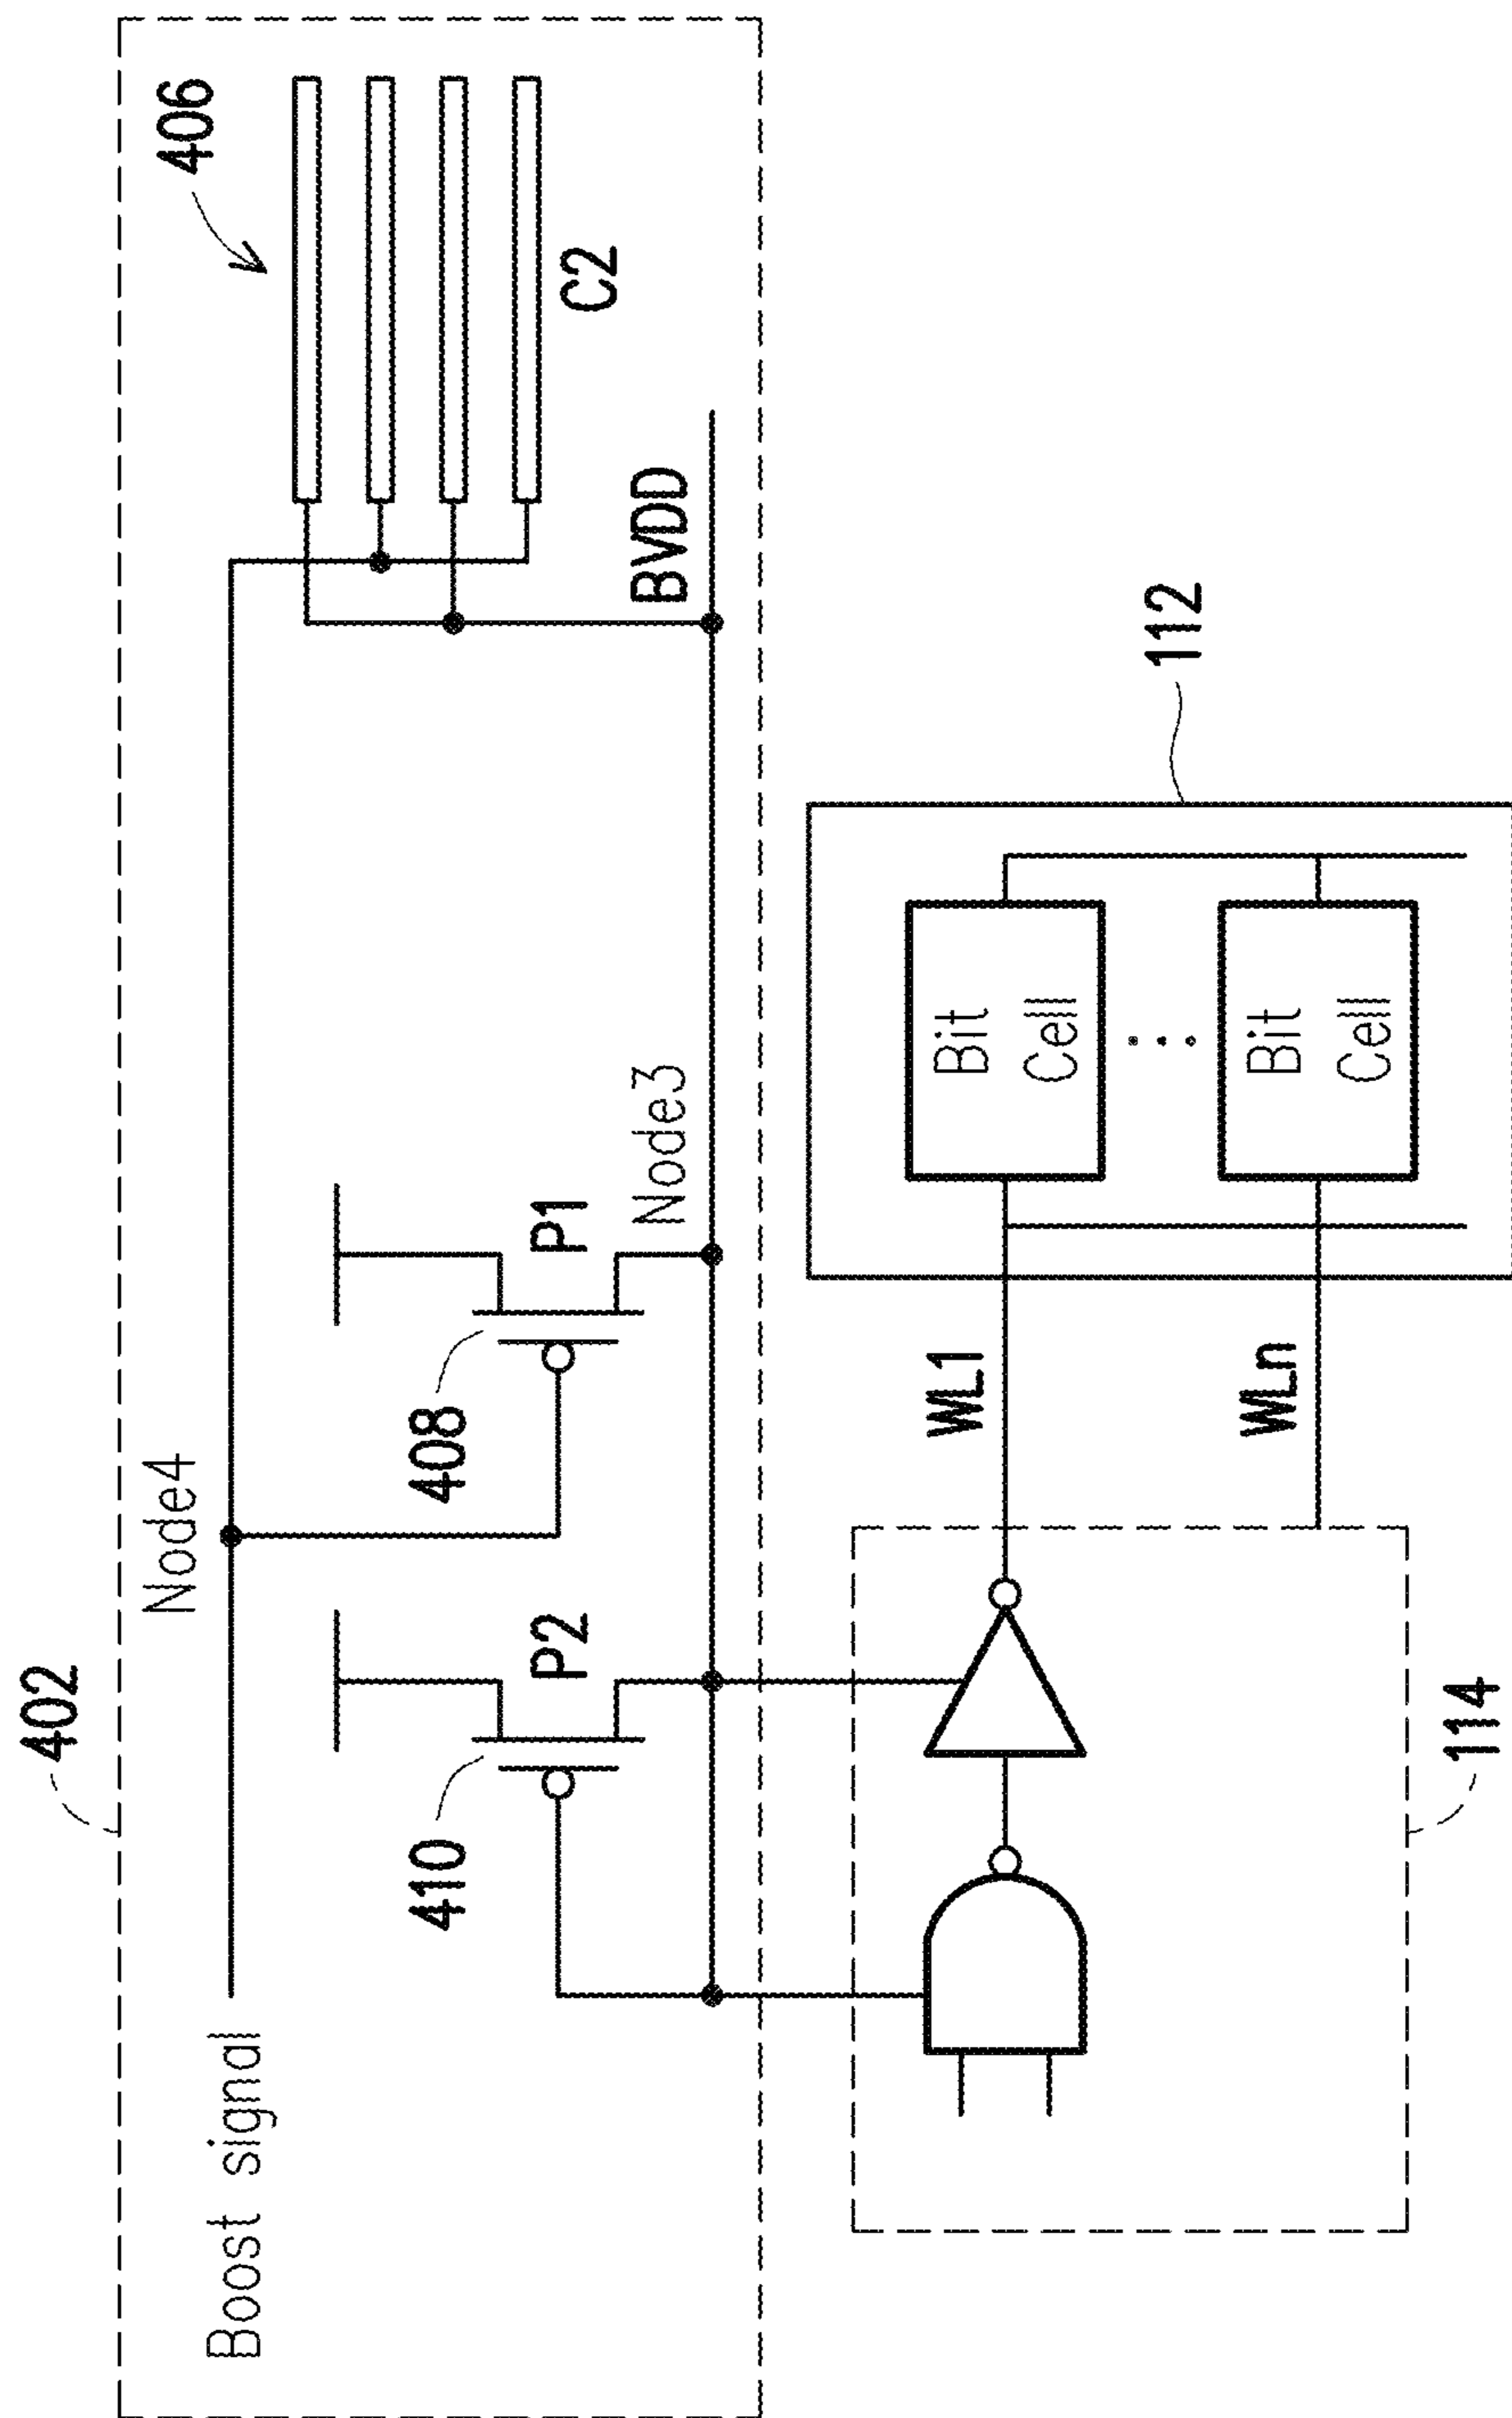 402
Node4
406
Boost signal
410
408
P2
P1
C2
Node3
BVDD
WL1
Bit
Cell
112
WLn
Bit
Cell
114